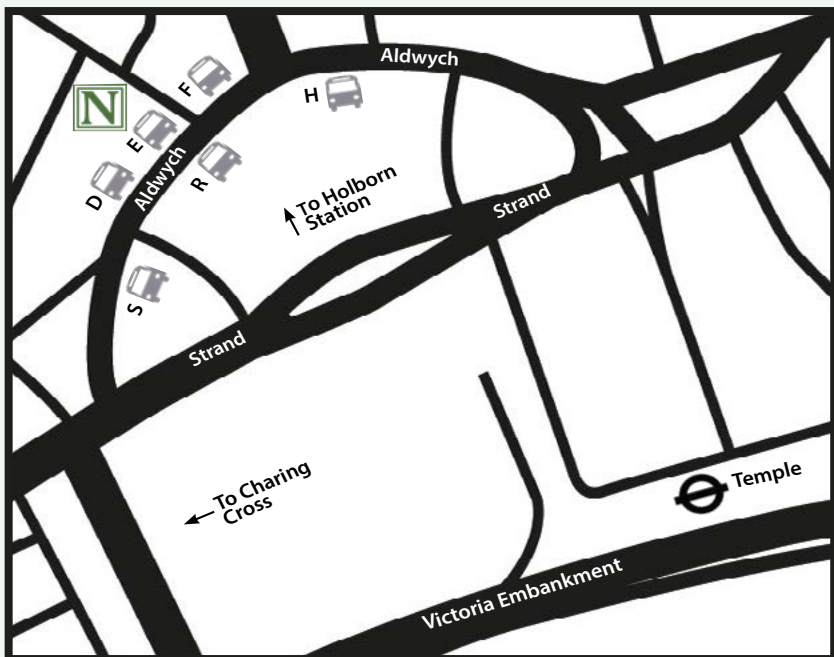 Aldwych
F
H
N
E
D
Aldwych
R
To Holborn
Station
Strand
S
Strand
To Charing
Cross
Temple
Victoria Embankment